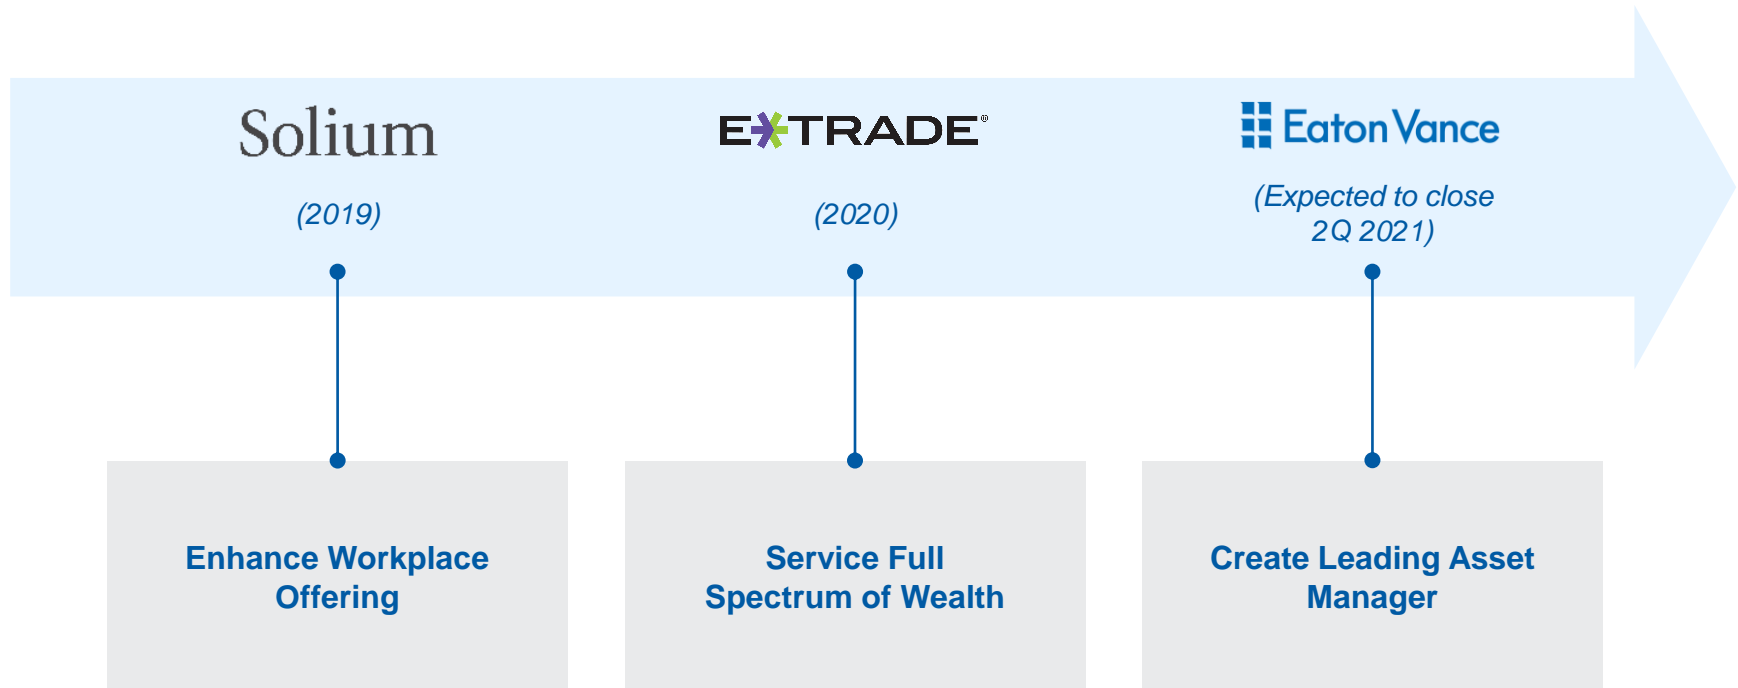 Solium
E*TRADE®
Eaton Vance
(2019)
(2020)
(Expected to close
2Q 2021)
Enhance Workplace
Offering
Service Full
Spectrum of Wealth
Create Leading Asset
Manager